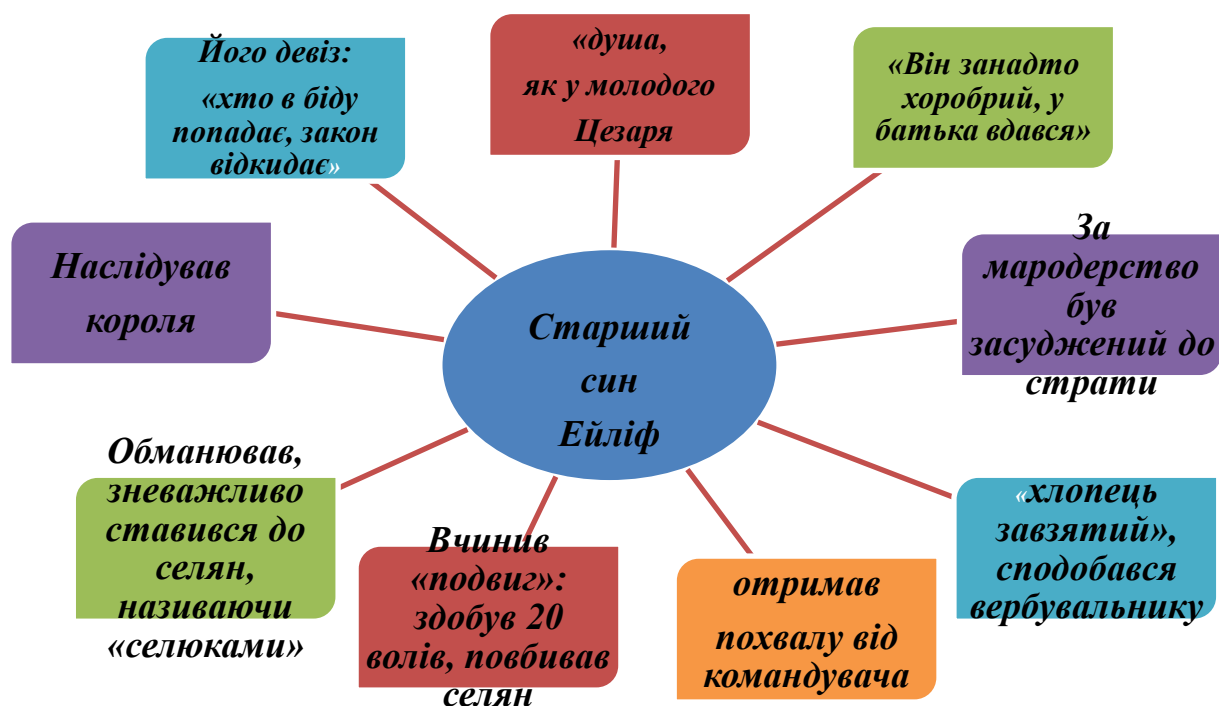 Його девіз:
«хто в біду
попадає, закон
відкидає»
«душа,
як у молодого
Цезаря
«Він занадто
хоробрий, у
батька вдався»
Наслідував
короля
За
мародерство
був
засуджений до
страти
Старший
син
Ейліф
Обманював,
зневажливо
ставився до
селян,
називаючи
«селюками»
Вчинив
«подвиг»:
здобув 20
волів, повбивав
селян
отримав
похвалу від
командувача
«хлопець
завзятий»,
сподобався
вербувальнику